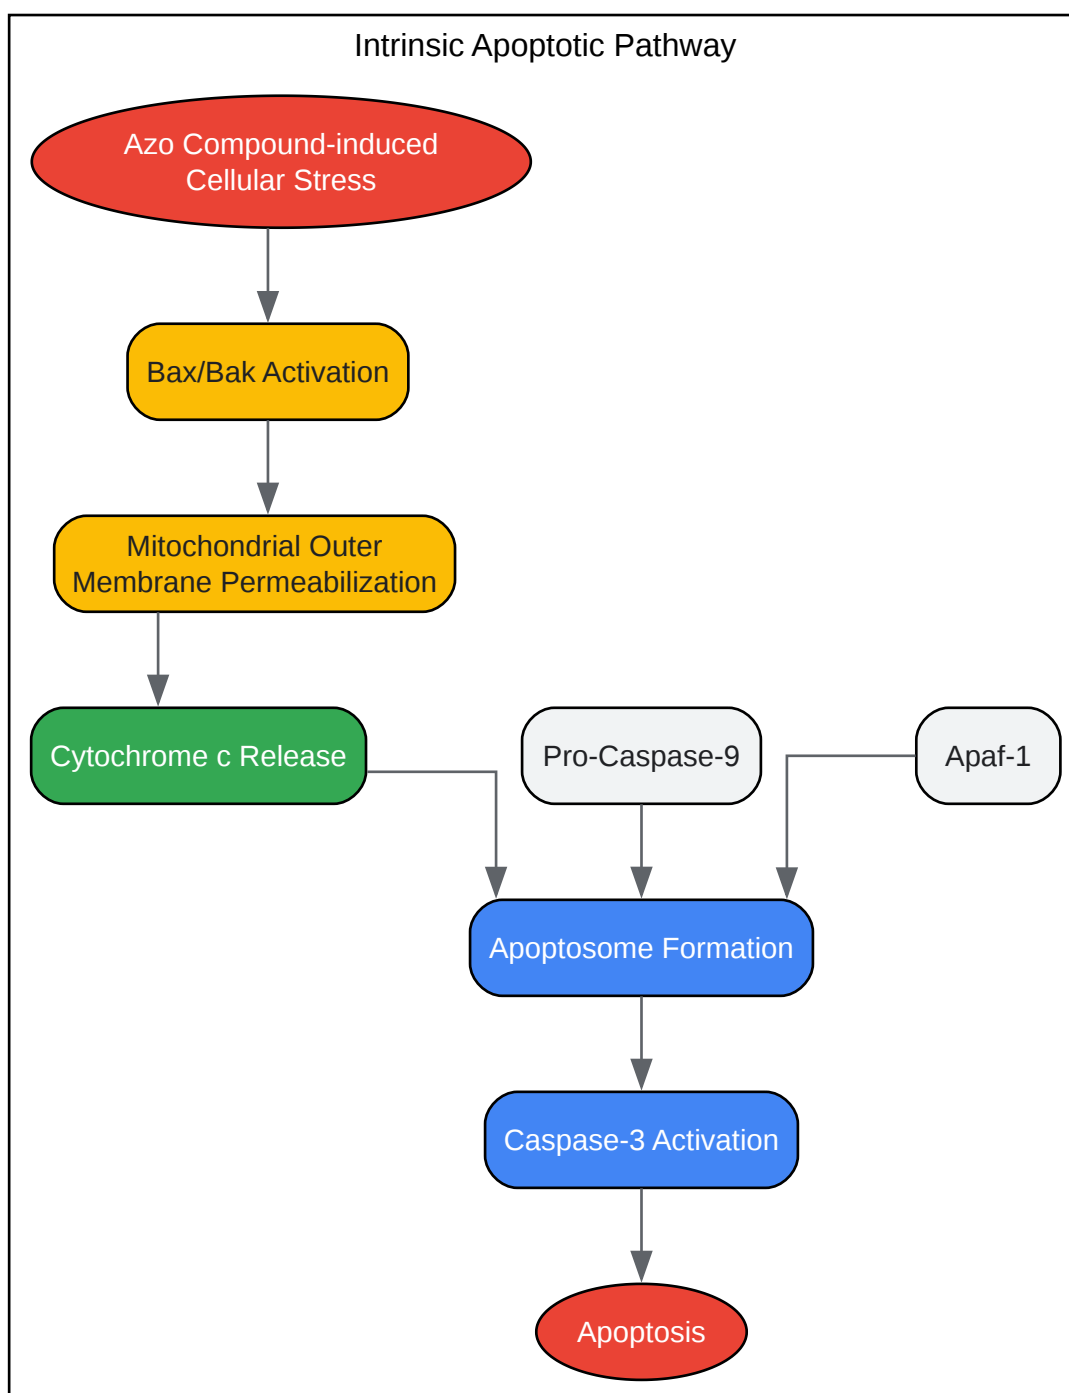 Intrinsic Apoptotic Pathway
Azo Compound-induced
Cellular Stress
Bax/Bak Activation
Mitochondrial Outer
Membrane Permeabilization
Cytochrome c Release
Pro-Caspase-9
Apaf-1
Apoptosome Formation
Caspase-3 Activation
Apoptosis